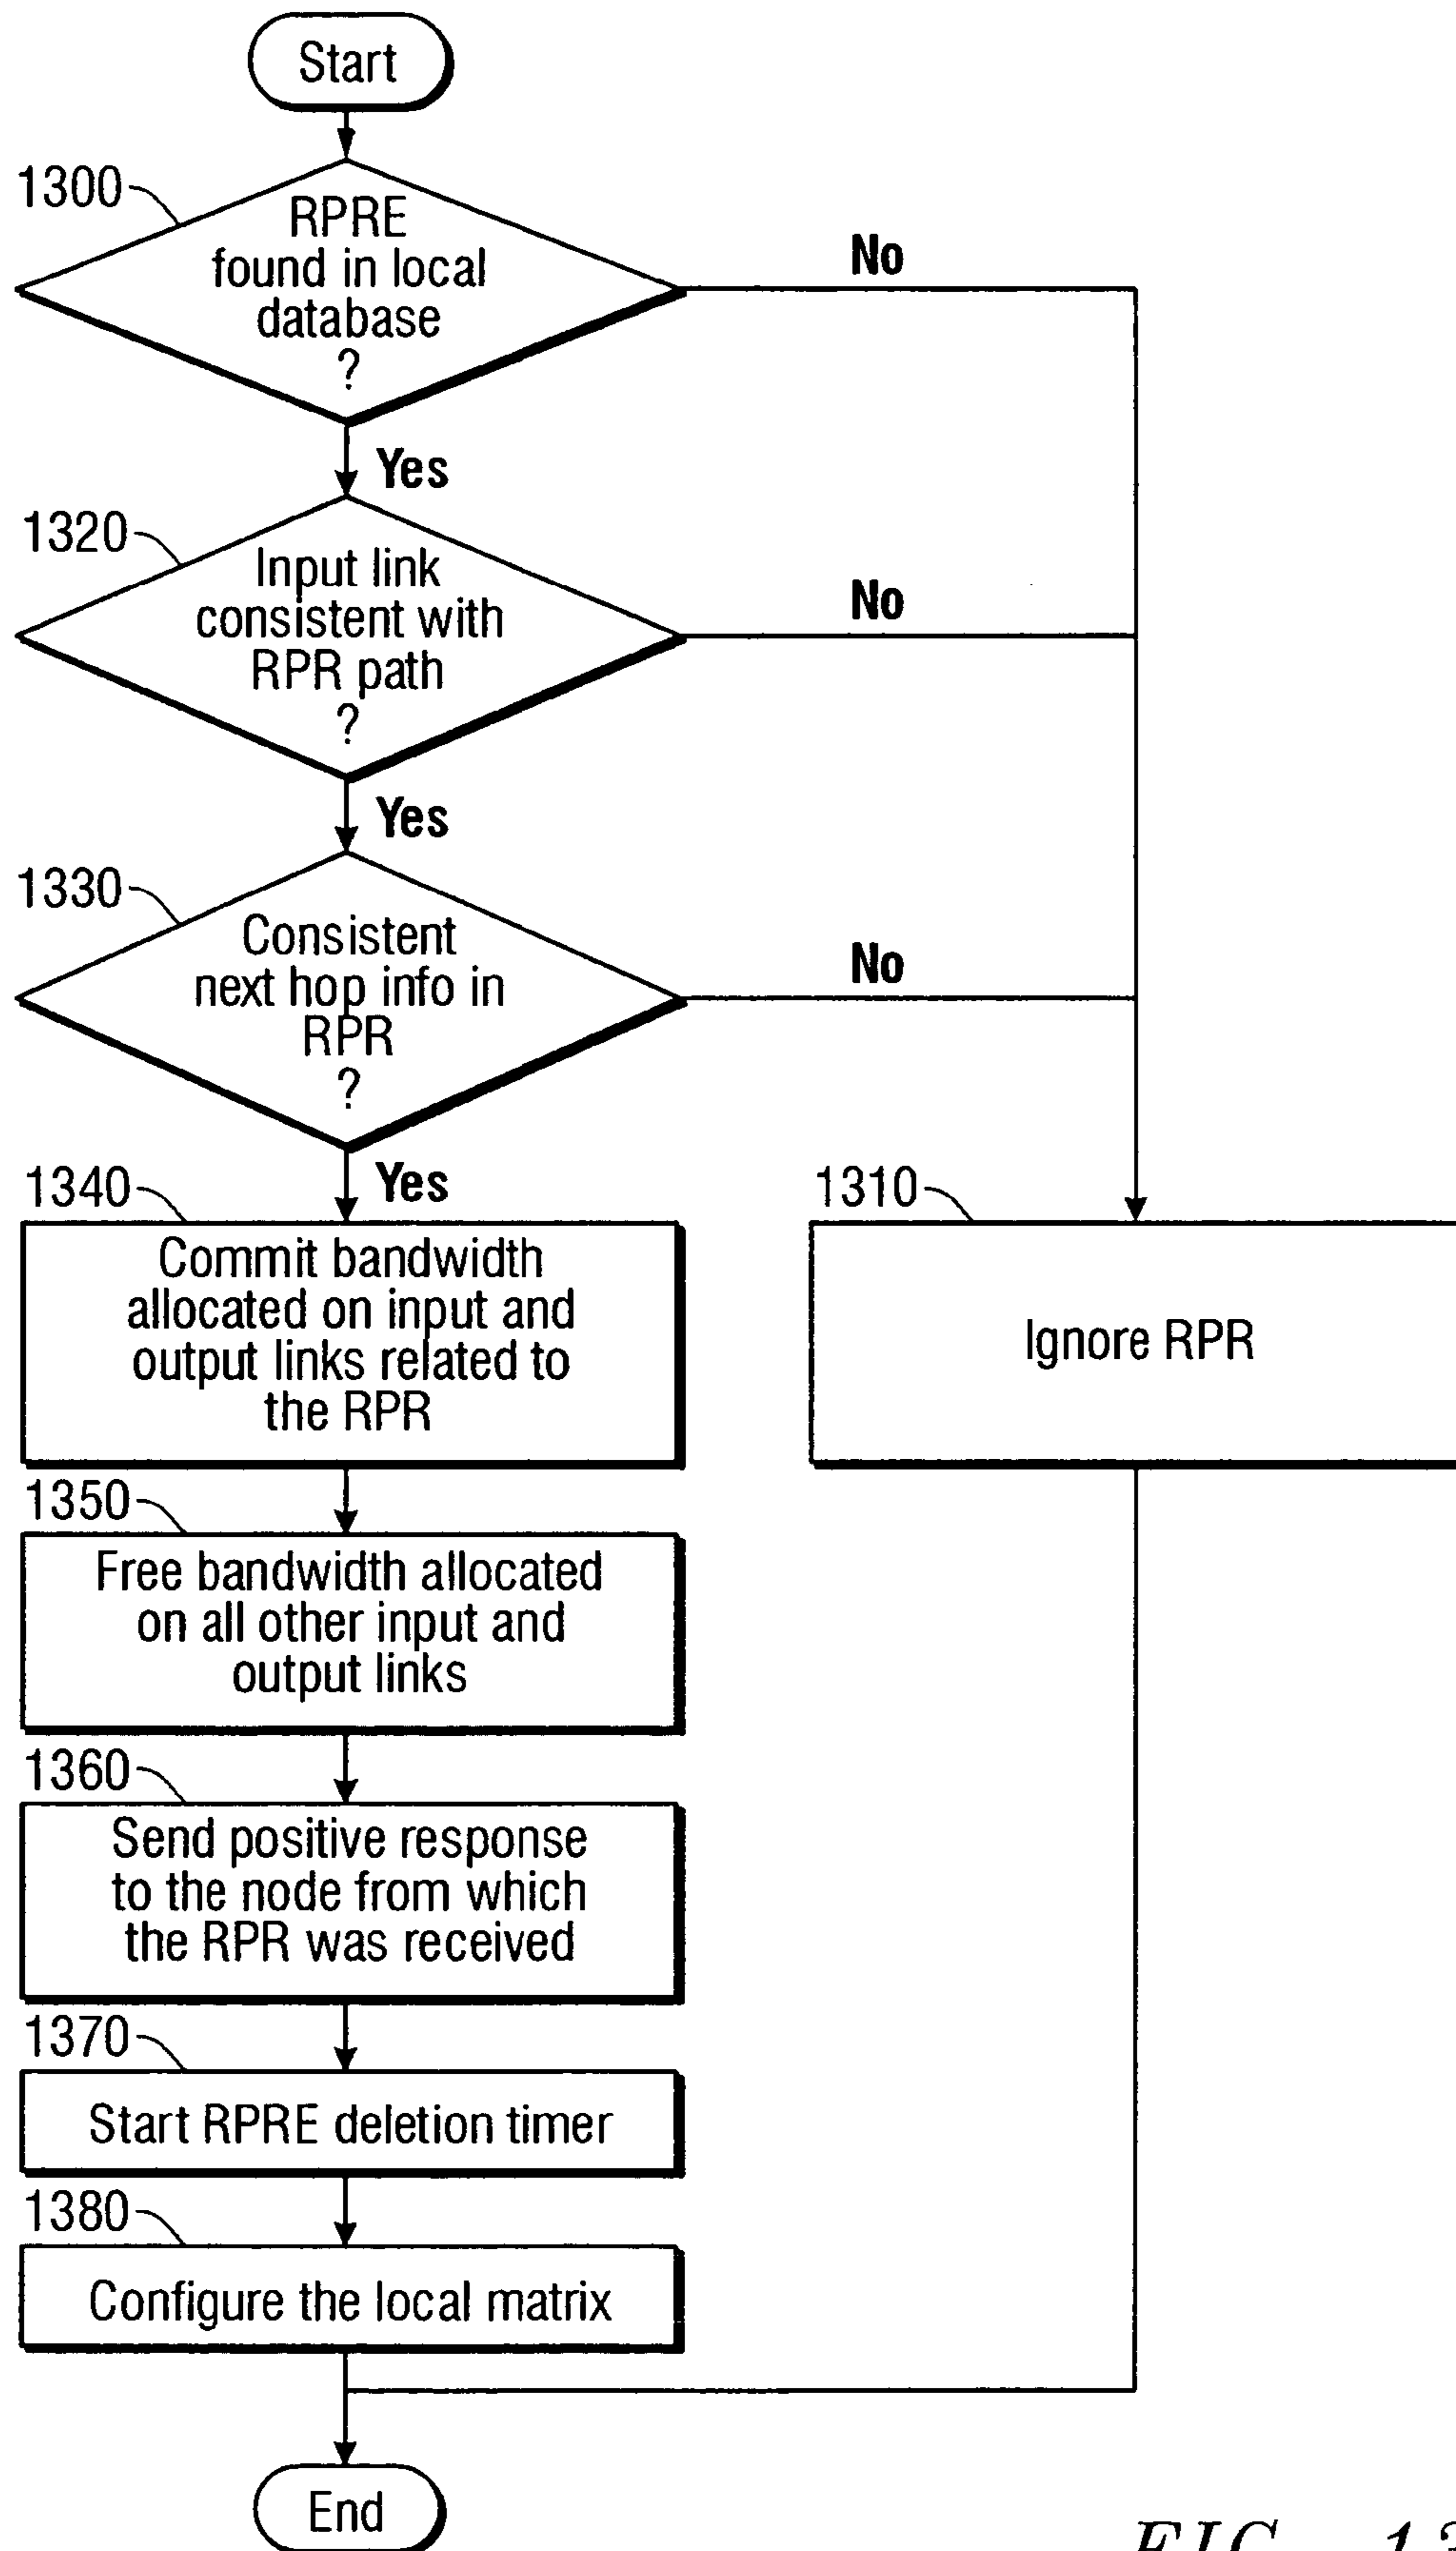 Start
1300
RPRE
found in local
database
?
No
Yes
1320
Input link
consistent with
RPR path
?
No
Yes
1330
Consistent
next hop info in
RPR
?
No
Yes
1340
Commit bandwidth
allocated on input and
output links related to
the RPR
1310
Ignore RPR
1350
Free bandwidth allocated
on all other input and
output links
1360
Send positive response
to the node from which
the RPR was received
1370
Start RPRE deletion timer
1380
Configure the local matrix
End
FIG. 13